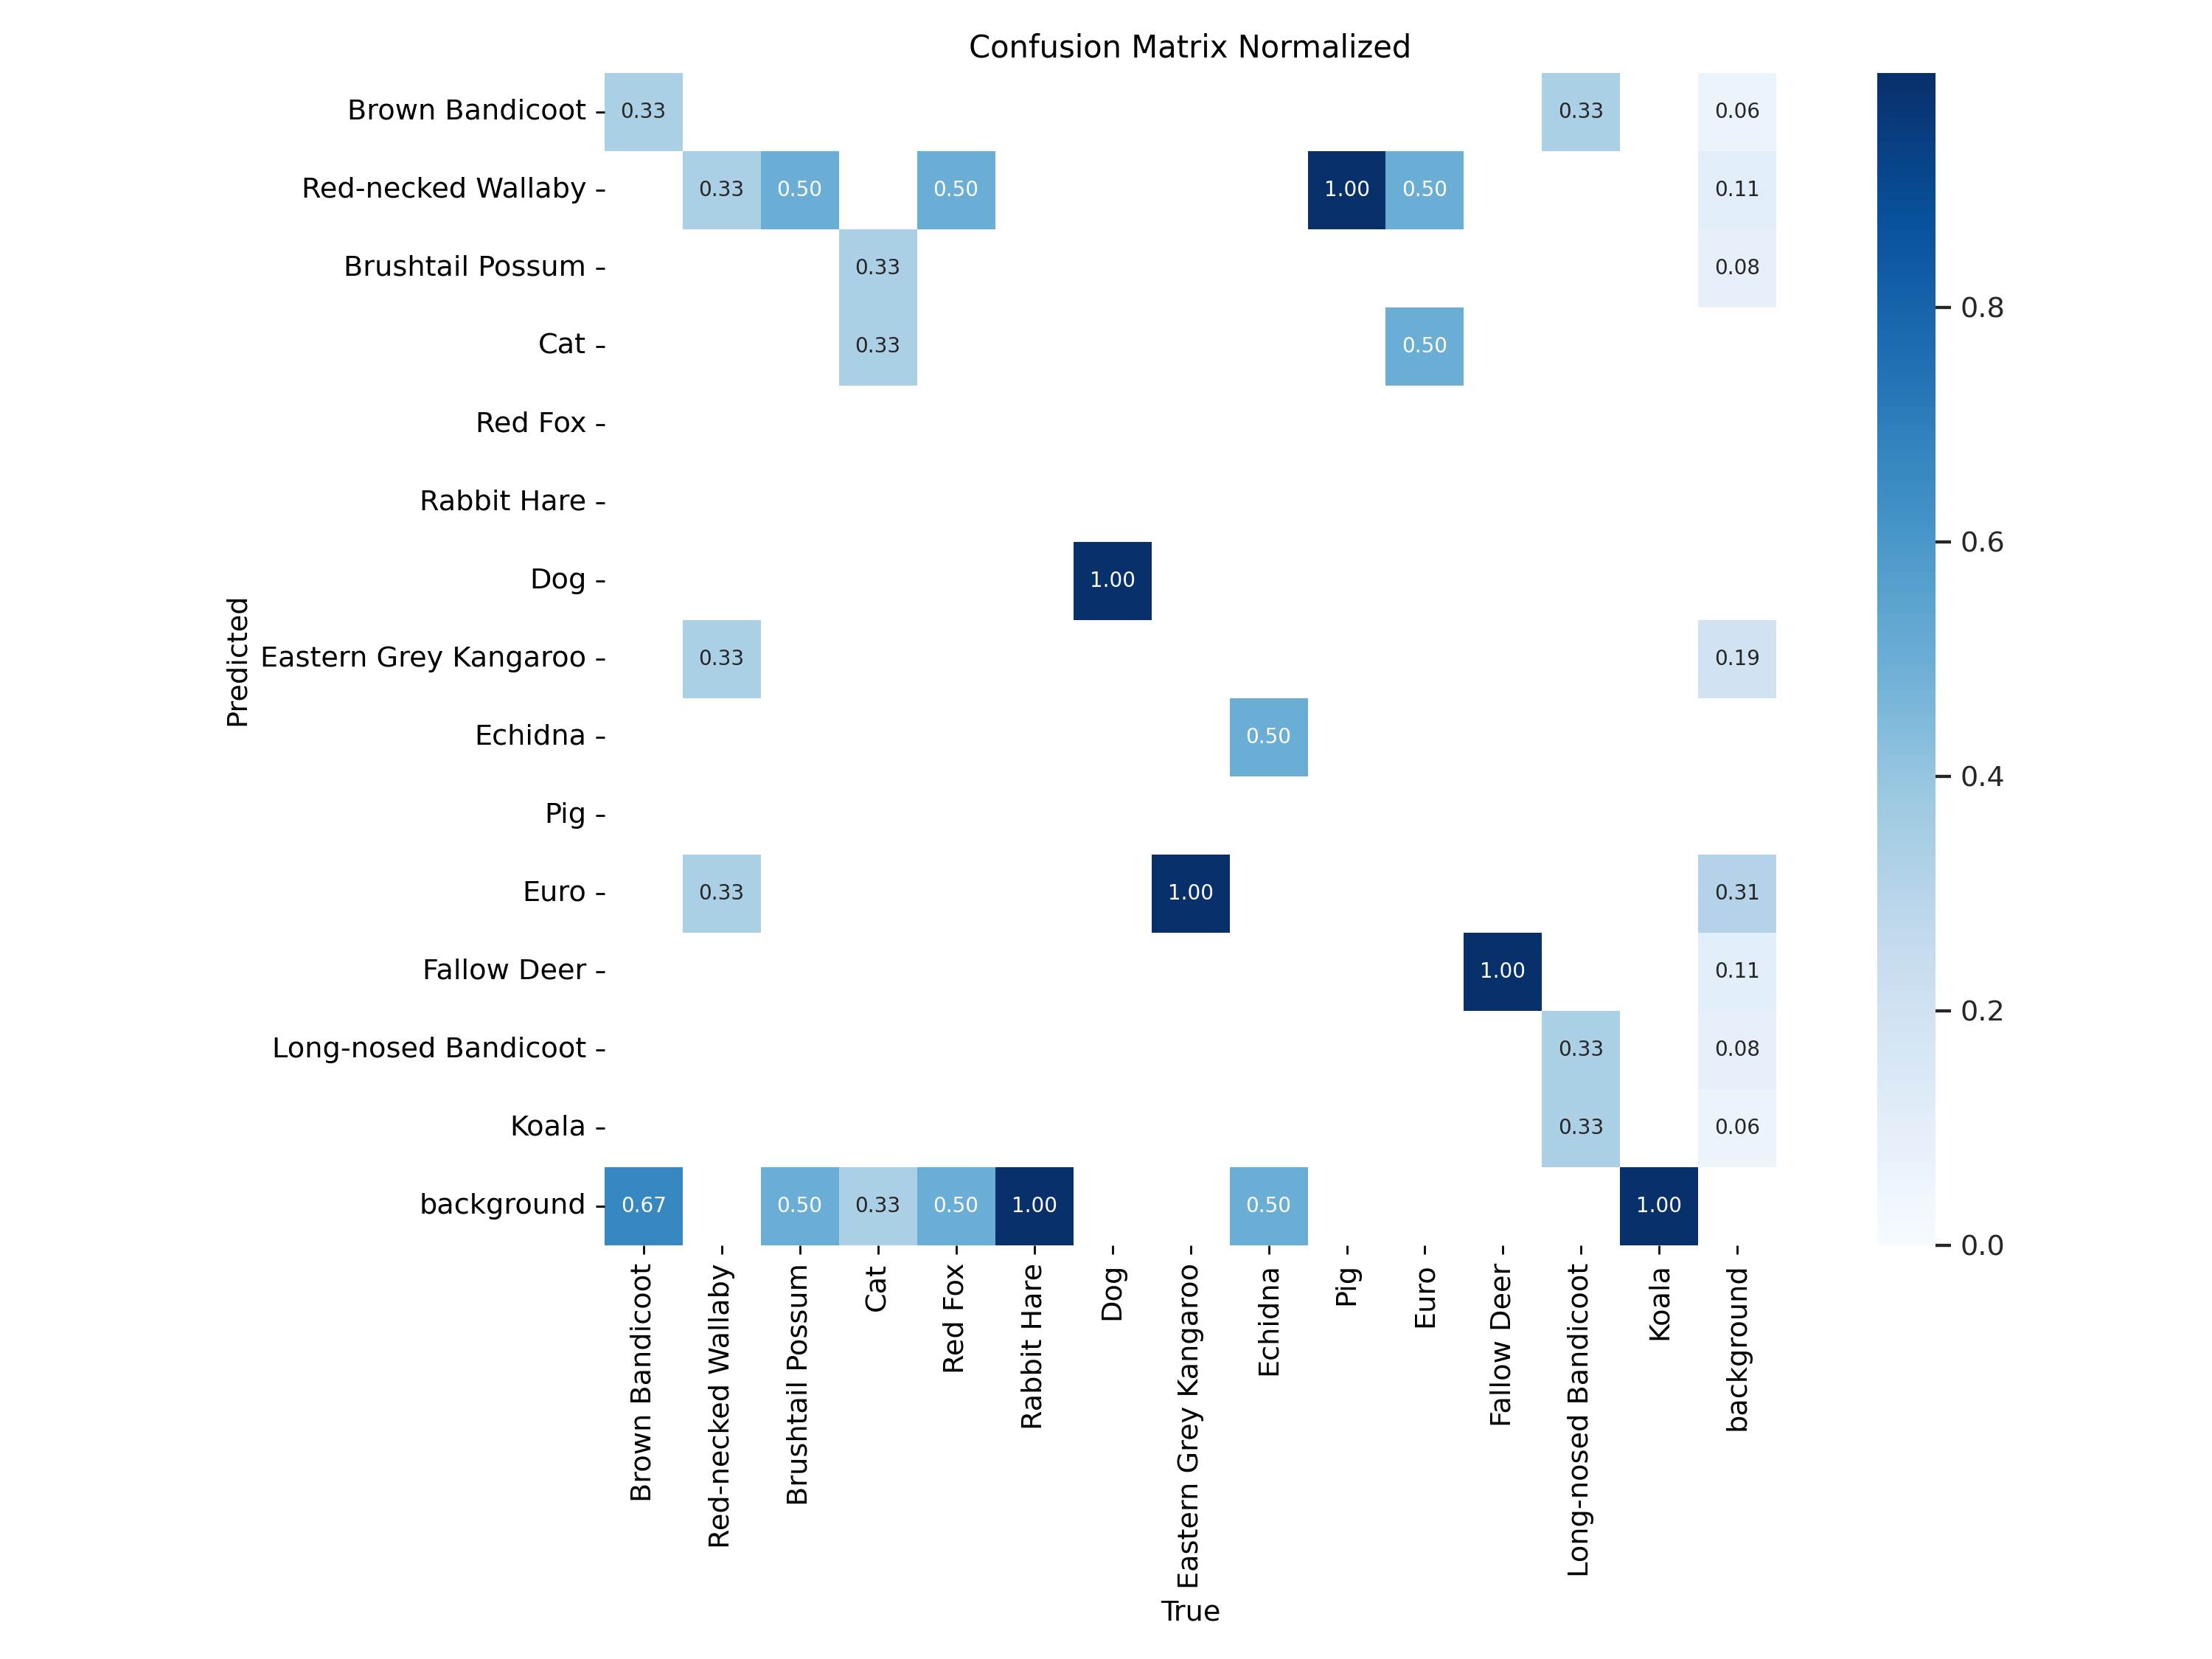 Confusion Matrix Normalized
Predicted
Brown Bandicoot 0.33 0.33 0.06
Red-necked Wallaby 0.33 0.50 0.50 1.00 0.50 0.11
Brushtail Possum 0.33 0.08
Cat 0.33 0.50
Red Fox
Rabbit Hare
Dog 1.00
Eastern Grey Kangaroo 0.33 0.19
Echidna 0.50
Pig
Euro 0.33 1.00 0.31
Fallow Deer 1.00 0.11
Long-nosed Bandicoot 0.33 0.08
Koala 0.33 0.06
background 0.67 0.50 0.33 0.50 1.00 0.50 1.00
Brown Bandicoot
Red-necked Wallaby
Brushtail Possum
Cat
Red Fox
Rabbit Hare
Dog
Eastern Grey Kangaroo
Echidna
Pig
Euro
Fallow Deer
Long-nosed Bandicoot
Koala
background
True
0.8
0.6
0.4
0.2
0.0